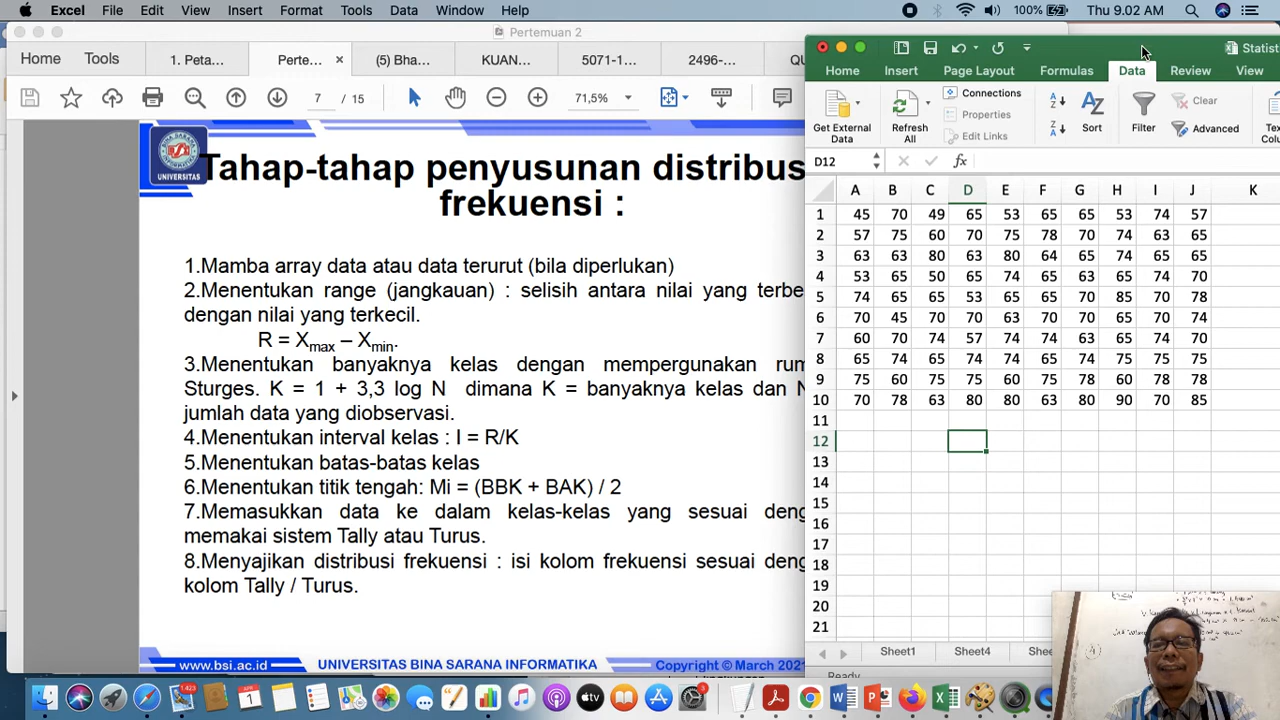 Excel File Edit View Insert Format Tools Data Window Help 100% Thu 9.02 AM
Pertemuan 2
Home Tools 1. Peta... Perte... × (5) Bha... KUAN... 5071-1... 2496-...
7 / 15 71,5%
UNIVERSITAS
Tahap-tahap penyusunan distribus
frekuensi :
1.Mamba array data atau data terurut (bila diperlukan)
2.Menentukan range (jangkauan) : selisih antara nilai yang terbe
dengan nilai yang terkecil.
R = Xmax – Xmin.
3.Menentukan banyaknya kelas dengan mempergunakan rum
Sturges. K = 1 + 3,3 log N dimana K = banyaknya kelas dan N
jumlah data yang diobservasi.
4.Menentukan interval kelas : I = R/K
5.Menentukan batas-batas kelas
6.Menentukan titik tengah: Mi = (BBK + BAK) / 2
7.Memasukkan data ke dalam kelas-kelas yang sesuai deng
memakai sistem Tally atau Turus.
8.Menyajikan distribusi frekuensi : isi kolom frekuensi sesuai deng
kolom Tally / Turus.
www.bsi.ac.id UNIVERSITAS BINA SARANA INFORMATIKA Copyright © March 2021
Statist
Home Insert Page Layout Formulas Data Review View
Get External Data
Refresh All
Connections
Properties
Edit Links
Sort
Filter
Clear
Advanced
D12 fx
A B C D E F G H I J K
1 45 70 49 65 53 65 65 53 74 57
2 57 75 60 70 75 78 70 74 63 65
3 63 63 80 63 80 64 65 74 65 65
4 53 65 50 65 74 65 63 65 74 70
5 74 65 65 53 63 65 70 85 70 78
6 70 45 70 70 63 70 70 65 70 74
7 60 70 74 57 74 74 63 65 74 70
8 65 74 65 74 74 65 74 75 75 75
9 75 60 75 75 60 75 78 60 78 78
10 70 78 63 80 80 63 80 90 70 85
11
12
13
14
15
16
17
18
19
20
21
Sheet1 Sheet4